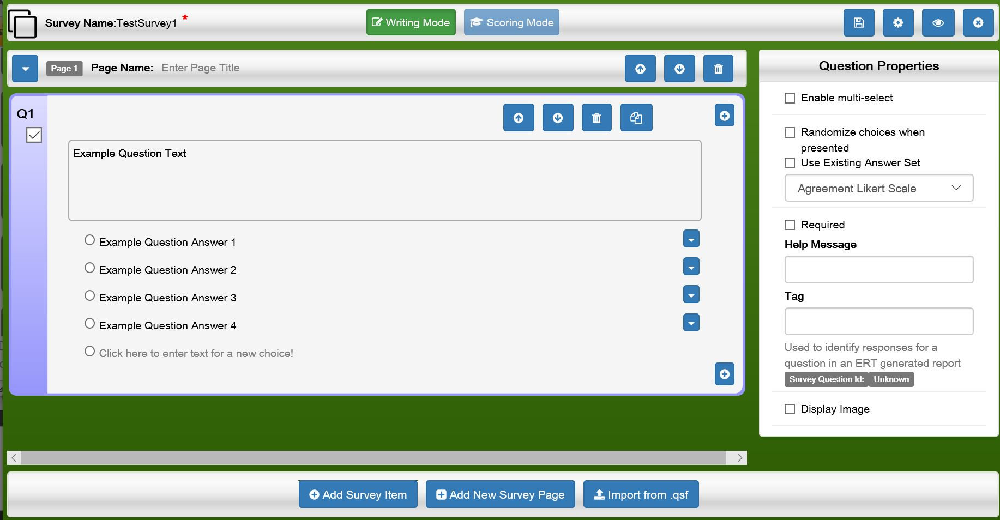 Survey Name:TestSurvey1 *
Writing Mode
Scoring Mode
Page 1 Page Name: Enter Page Title
Q1
Example Question Text
Example Question Answer 1
Example Question Answer 2
Example Question Answer 3
Example Question Answer 4
Click here to enter text for a new choice!
Question Properties
Enable multi-select
Randomize choices when
presented
Use Existing Answer Set
Agreement Likert Scale
Required
Help Message
Tag
Used to identify responses for a
question in an ERT generated report
Survey Question Id: Unknown
Display Image
Add Survey Item
Add New Survey Page
Import from .qsf